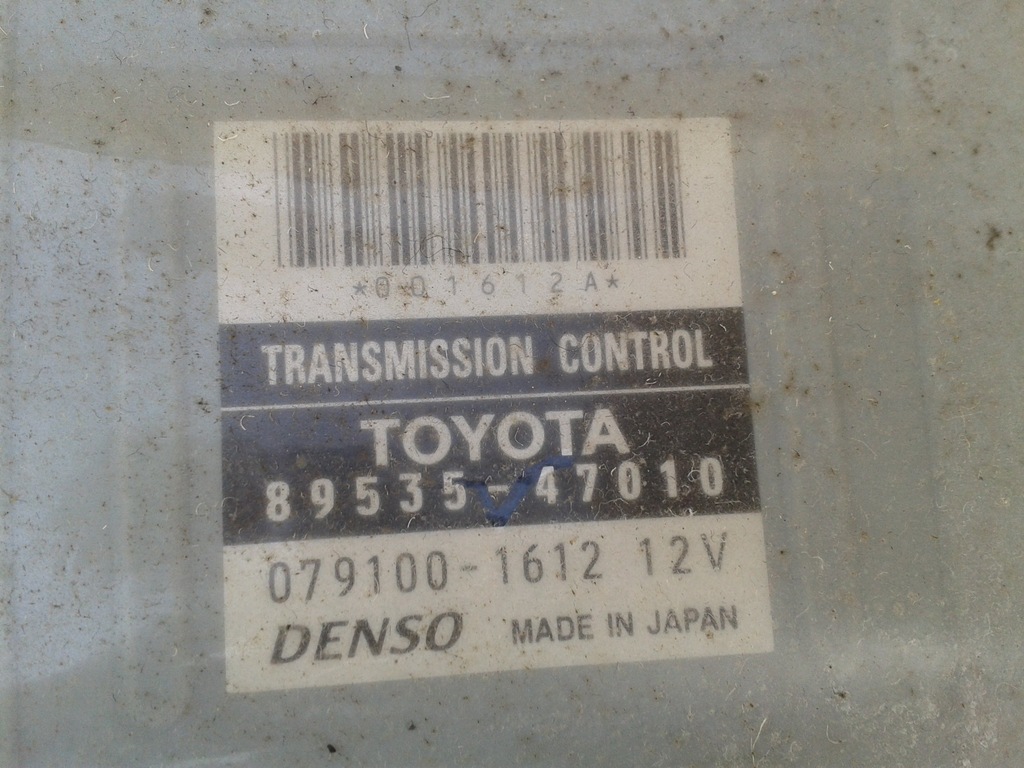 *001612A*
TRANSMISSION CONTROL
TOYOTA
89535-47010
079100-1612 12V
DENSO MADE IN JAPAN